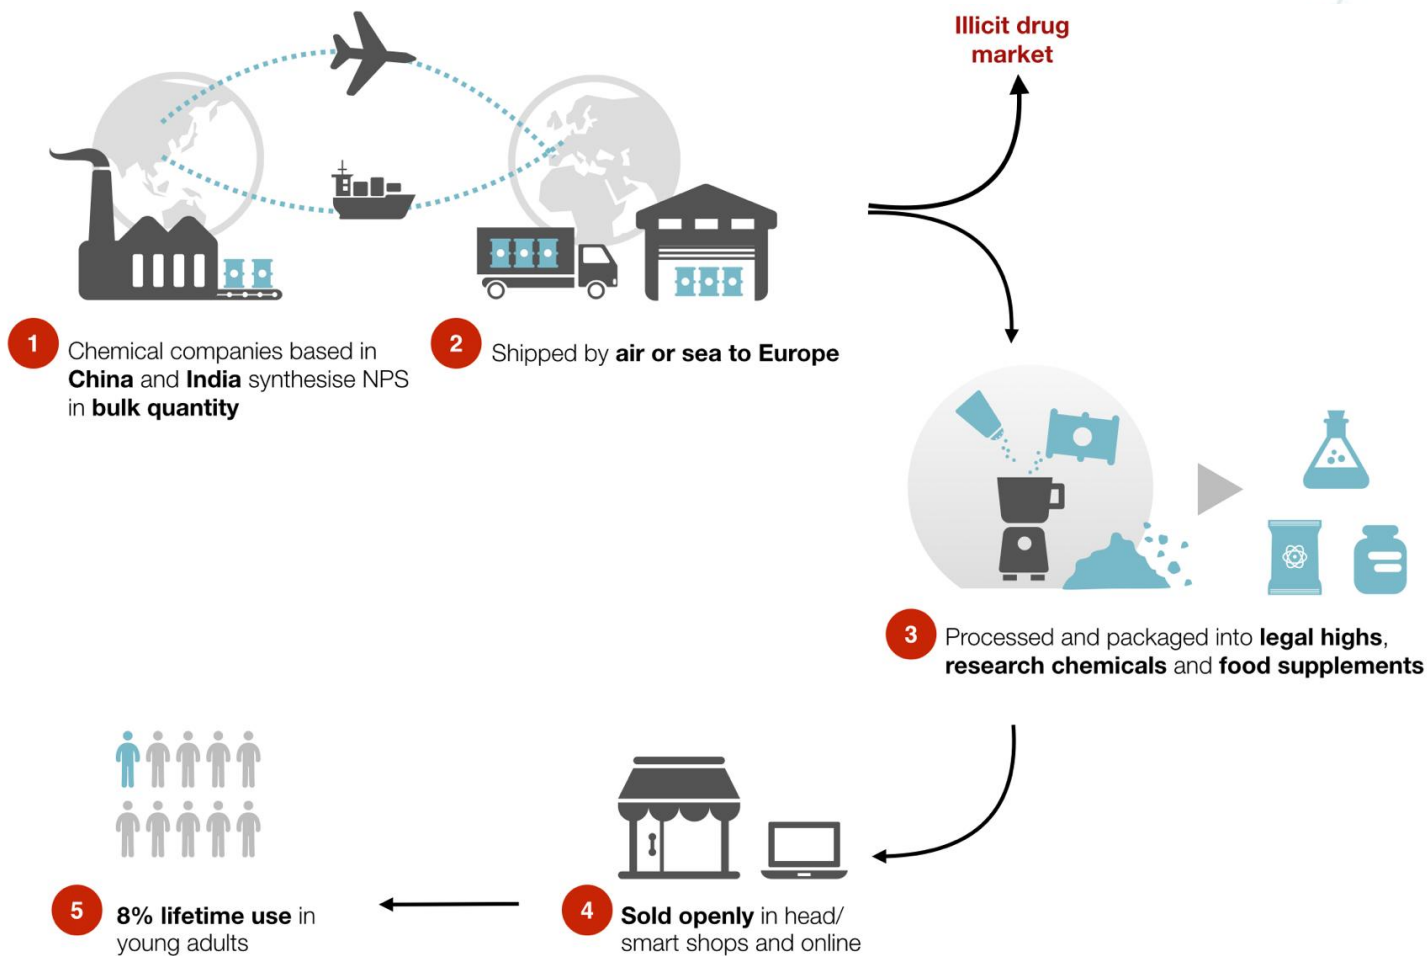 Illicit drug
market
1
Chemical companies based in
China and India synthesise NPS
in bulk quantity
2
Shipped by air or sea to Europe
3
Processed and packaged into legal highs,
research chemicals and food supplements
4
Sold openly in head/
smart shops and online
5
8% lifetime use in
young adults